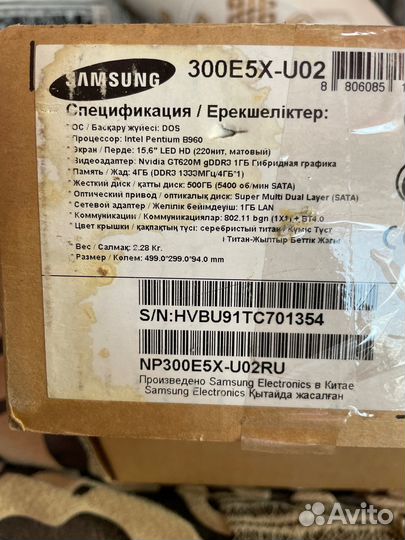 SAMSUNG 300E5X-U02
8 806085 1
Спецификация / Ерекшеліктер:
* ОС / Басқару жүйесі: DOS
Процессор: Intel Pentium B960
* Экран / Перде: 15.6" LED HD (220нит, матовый)
Видеоадаптер: Nvidia GT620M gDDR3 1ГБ Гибридная графика
* Память / Жад: 4ГБ (DDR3 1333МГц/4ГБ*1)
Жесткий диск / қатты диск: 500ГБ (5400 об/мин SATA)
* Оптический привод / оптикалық диск: Super Multi Dual Layer (SATA)
* Сетевой адаптер / Желілік бейімдеуіш: 1ГБ LAN
* Коммуникации / Коммуникациялар: 802.11 bgn (1X1) + BT4.0
* Цвет крышки / қақпақтың түсі: серебристый титан / Күміс Түст
Титан-Жылтыр Беттік Жағы
* Вес / Салмақ: 2.28 Кг.
* Размер / Көлем: 499.0*299.0*94.0 mm
S/N:HVBU91TC701354
NP300E5X-U02RU
Произведено Samsung Electronics в Китае
Samsung Electronics Қытайда жасалған
Avito